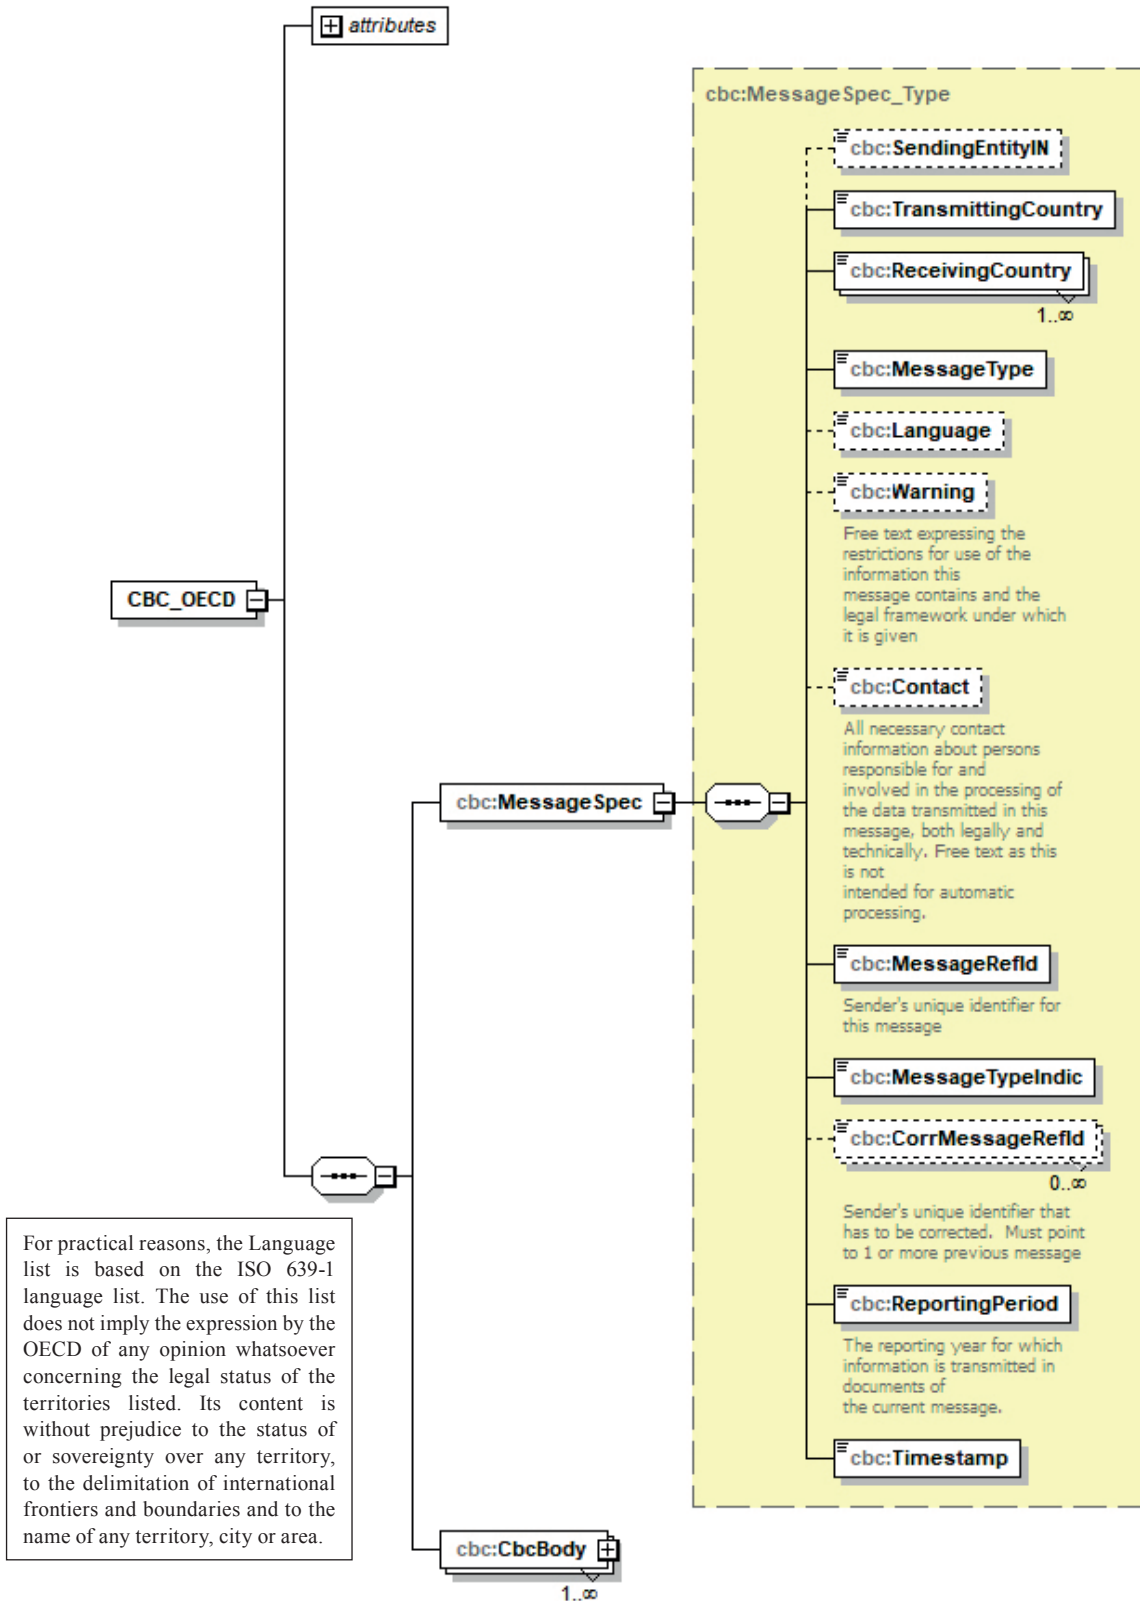 attributes
cbc:MessageSpec_Type
cbc:SendingEntityIN
cbc:TransmittingCountry
cbc:ReceivingCountry
1..∞
cbc:MessageType
cbc:Language
cbc:Warning
Free text expressing the
restrictions for use of the
information this
message contains and the
legal framework under which
it is given
CBC_OECD
cbc:Contact
All necessary contact
information about persons
responsible for and
involved in the processing of
the data transmitted in this
message, both legally and
technically. Free text as this
is not
intended for automatic
processing.
cbc:MessageSpec
cbc:MessageRefId
Sender's unique identifier for
this message
cbc:MessageTypeIndic
cbc:CorrMessageRefId
0..∞
Sender's unique identifier that
has to be corrected.  Must point
to 1 or more previous message
cbc:ReportingPeriod
The reporting year for which
information is transmitted in
documents of
the current message.
cbc:Timestamp
For practical reasons, the Language
list is based on the ISO 639-1
language list. The use of this list
does not imply the expression by the
OECD of any opinion whatsoever
concerning the legal status of the
territories listed. Its content is
without prejudice to the status of
or sovereignty over any territory,
to the delimitation of international
frontiers and boundaries and to the
name of any territory, city or area.
cbc:CbcBody
1..∞